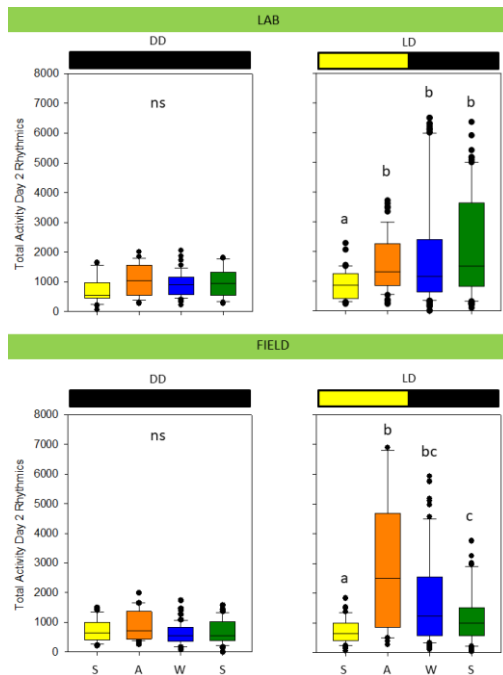 LAB
DD
LD
Total Activity Day 2 Rhythmics
8000
7000
6000
5000
4000
3000
2000
1000
0
ns
a
b
b
b
FIELD
DD
LD
Total Activity Day 2 Rhythmics
8000
7000
6000
5000
4000
3000
2000
1000
0
ns
a
b
bc
c
S A W S
S A W S